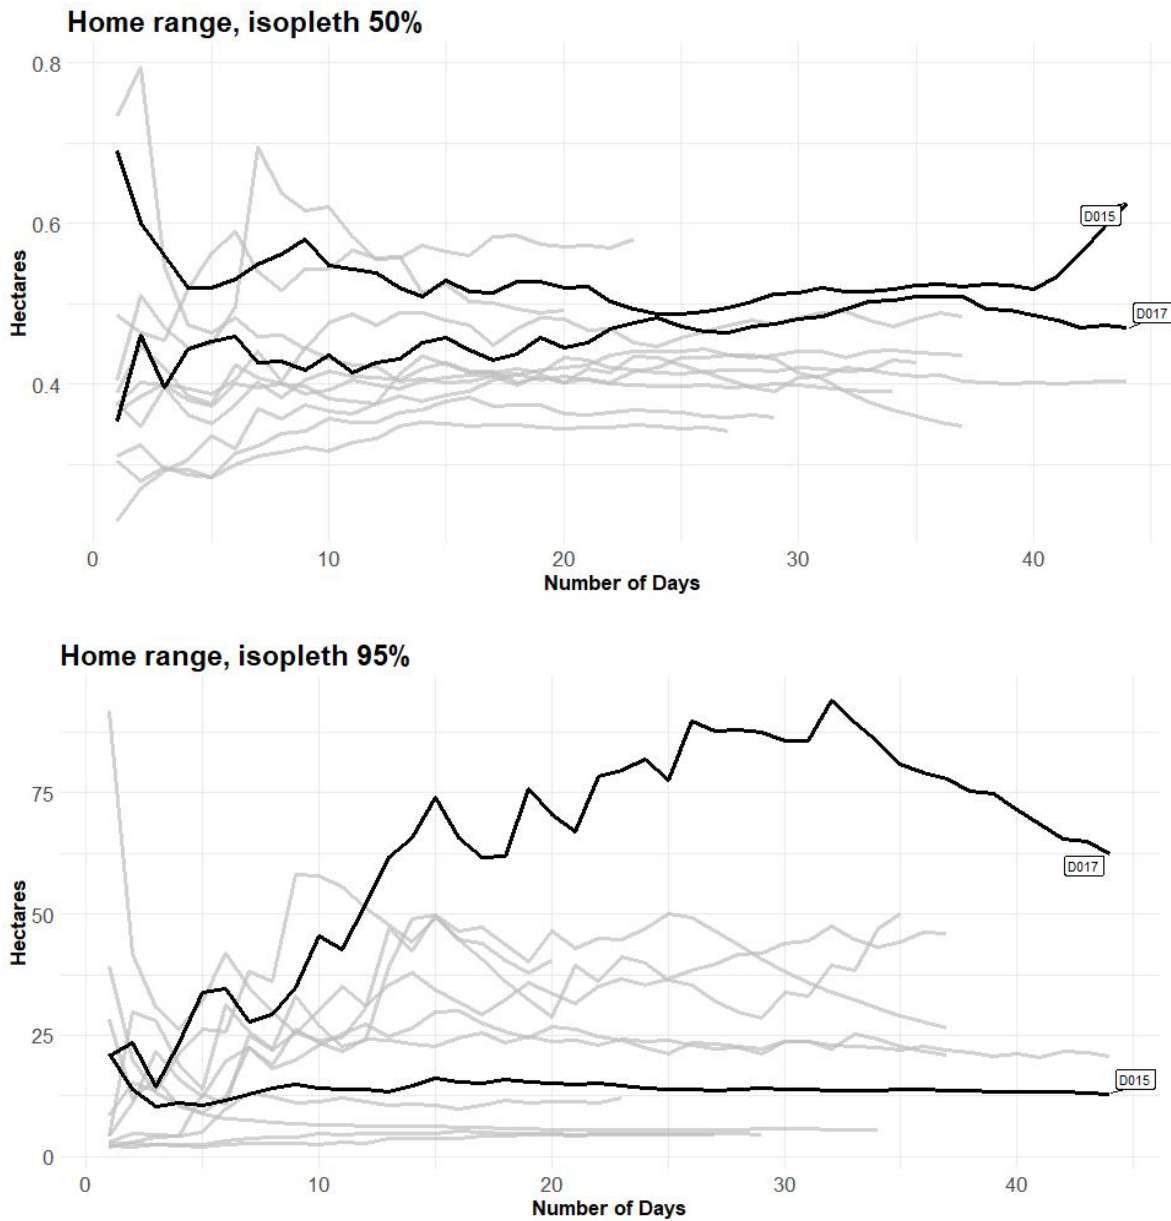 Home range, isopleth 50%
0.8
0.6
0.4
Hectares
D015
D017
0 10 20 30 40
Number of Days
Home range, isopleth 95%
75
50
25
0
Hectares
D017
D015
0 10 20 30 40
Number of Days